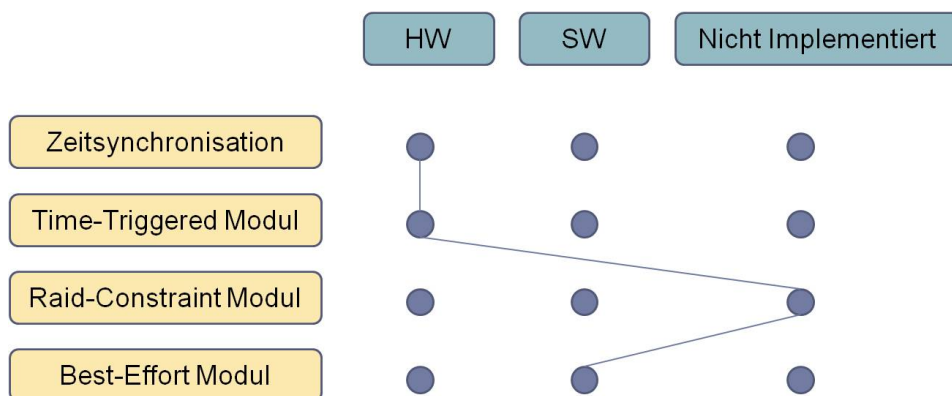 HW
SW
Nicht Implementiert
Zeitsynchronisation
Time-Triggered Modul
Raid-Constraint Modul
Best-Effort Modul